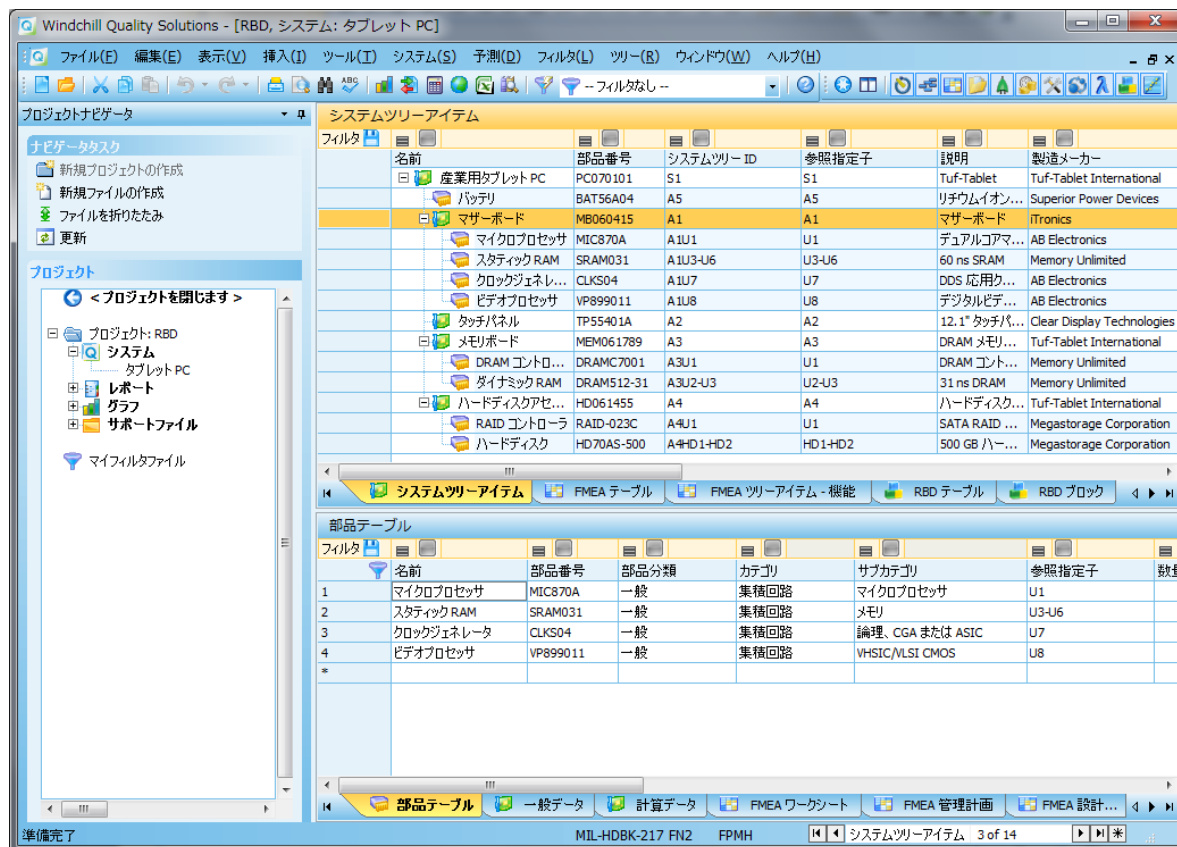 Windchill Quality Solutions - [RBD, システム: タブレット PC]
ファイル(F) 編集(E) 表示(V) 挿入(I) ツール(T) システム(S) 予測(D) フィルタ(L) ツリー(R) ウィンドウ(W) ヘルプ(H)
-- フィルタなし --
プロジェクトナビゲータ
ナビゲータタスク
新規プロジェクトの作成
新規ファイルの作成
ファイルを折りたたみ
更新
プロジェクト
< プロジェクトを閉じます >
プロジェクト: RBD
システム
タブレット PC
レポート
グラフ
サポートファイル
マイフィルタファイル
システムツリーアイテム
フィルタ
名前 部品番号 システムツリー ID 参照指定子 説明 製造メーカー
産業用タブレット PC PC070101 S1 S1 Tuf-Tablet Tuf-Tablet International
バッテリ BAT56A04 A5 A5 リチウムイオン... Superior Power Devices
マザーボード MB060415 A1 A1 マザーボード iTronics
マイクロプロセッサ MIC870A A1U1 U1 デュアルコアマ... AB Electronics
スタティック RAM SRAM031 A1U3-U6 U3-U6 60 ns SRAM Memory Unlimited
クロックジェネレ... CLKS04 A1U7 U7 DDS 応用ク... AB Electronics
ビデオプロセッサ VP899011 A1U8 U8 デジタルビデ... AB Electronics
タッチパネル TP55401A A2 A2 12.1" タッチパ... Clear Display Technologies
メモリボード MEM061789 A3 A3 DRAM メモリ... Tuf-Tablet International
DRAM コントロ... DRAMC7001 A3U1 U1 DRAM コント... Memory Unlimited
ダイナミック RAM DRAM512-31 A3U2-U3 U2-U3 31 ns DRAM Memory Unlimited
ハードディスクアセ... HD061455 A4 A4 ハードディスク... Tuf-Tablet International
RAID コントローラ RAID-023C A4U1 U1 SATA RAID ... Megastorage Corporation
ハードディスク HD70AS-500 A4HD1-HD2 HD1-HD2 500 GB ハー... Megastorage Corporation
システムツリーアイテム FMEA テーブル FMEA ツリーアイテム - 機能 RBD テーブル RBD ブロック
部品テーブル
フィルタ
名前 部品番号 部品分類 カテゴリ サブカテゴリ 参照指定子
1 マイクロプロセッサ MIC870A 一般 集積回路 マイクロプロセッサ U1
2 スタティック RAM SRAM031 一般 集積回路 メモリ U3-U6
3 クロックジェネレータ CLKS04 一般 集積回路 論理、CGA または ASIC U7
4 ビデオプロセッサ VP899011 一般 集積回路 VHSIC/VLSI CMOS U8
*
部品テーブル 一般データ 計算データ FMEA ワークシート FMEA 管理計画 FMEA 設計...
準備完了 MIL-HDBK-217 FN2 FPMH システムツリーアイテム 3 of 14